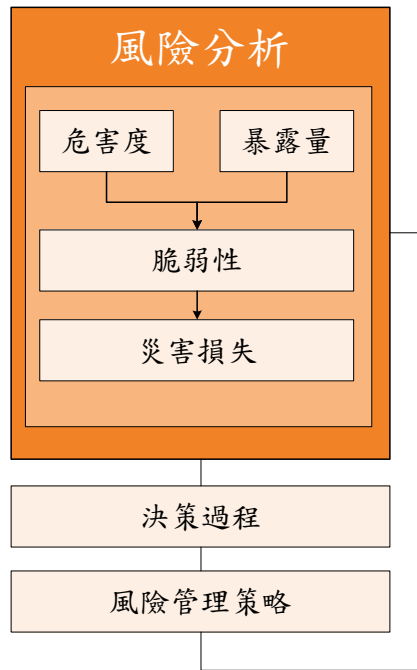 風險分析
危害度
暴露量
脆弱性
災害損失
決策過程
風險管理策略